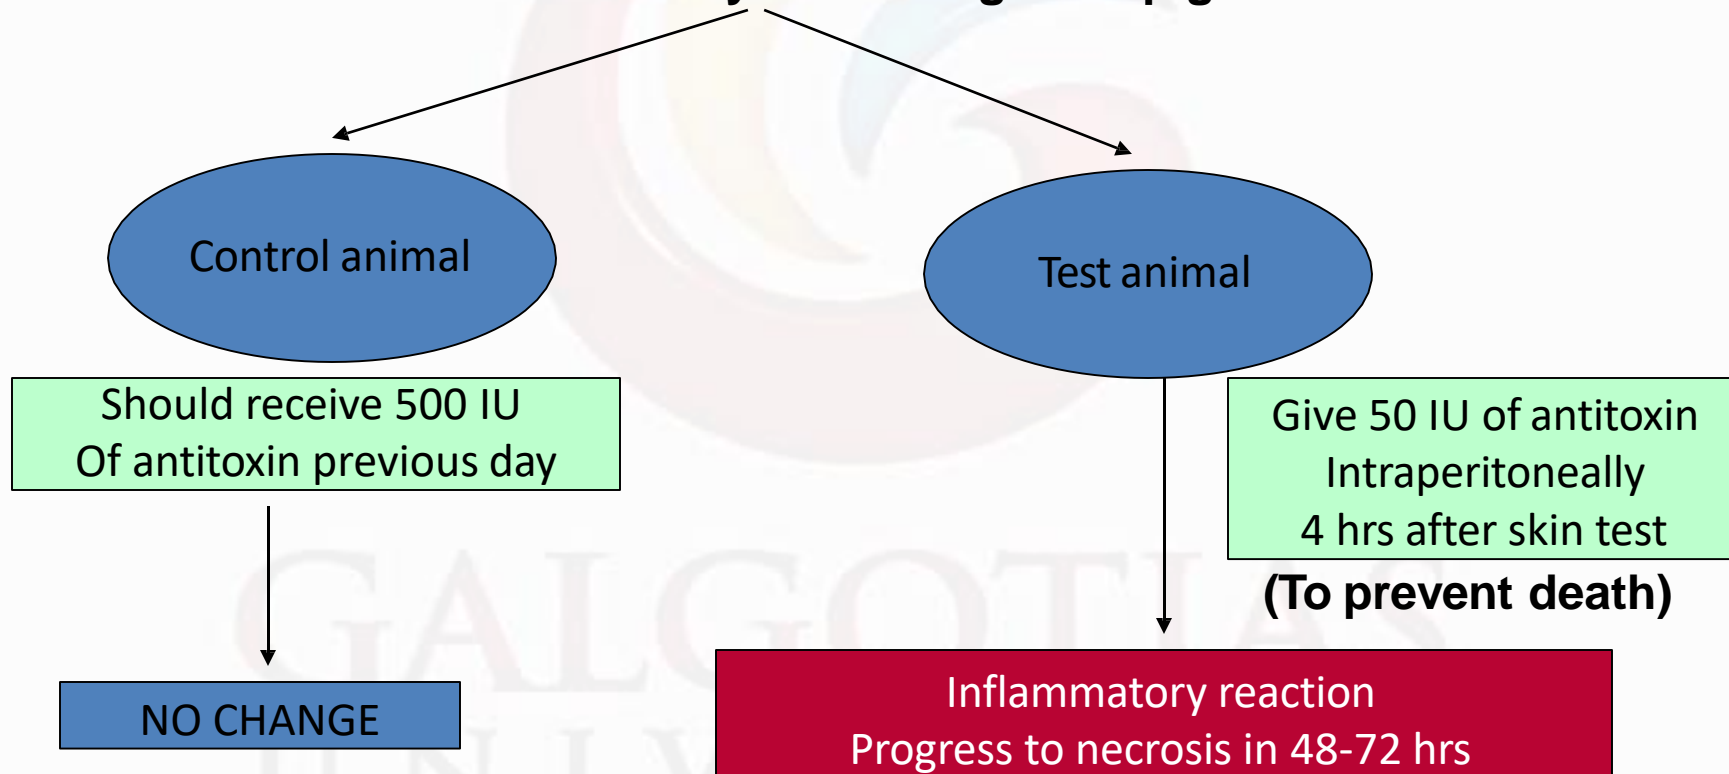 Control animal
Test animal
Should receive 500 IU
Of antitoxin previous day
Give 50 IU of antitoxin
Intraperitoneally
4 hrs after skin test
(To prevent death)
NO CHANGE
Inflammatory reaction
Progress to necrosis in 48-72 hrs
GALGOTIAS